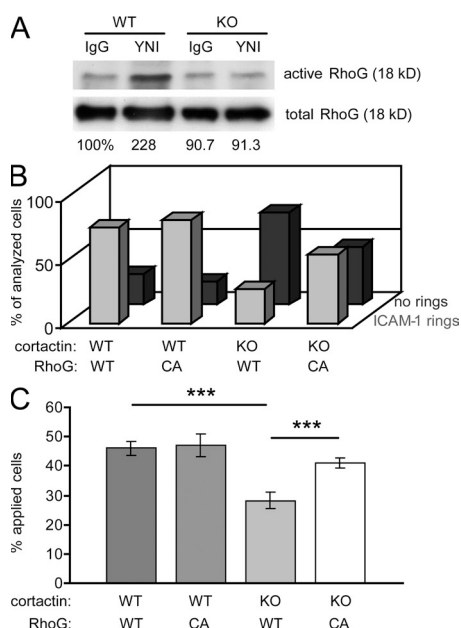 A
WT KO
IgG YNI IgG YNI
active RhoG (18 kD)
total RhoG (18 kD)
100% 228 90.7 91.3
B
% of analyzed cells
100
50
0
no rings
ICAM-1 rings
cortactin: WT WT KO KO
RhoG: WT CA WT CA
C
% applied cells
60
50
40
30
20
10
0
***
***
cortactin: WT WT KO KO
RhoG: WT CA WT CA